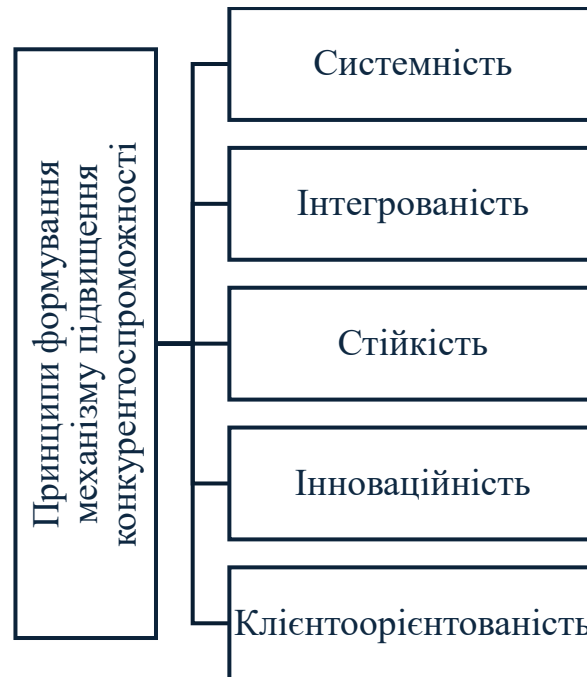 Принципи формування
механізму підвищення
конкурентоспроможності
Системність
Інтегрованість
Стійкість
Інноваційність
Клієнтоорієнтованість